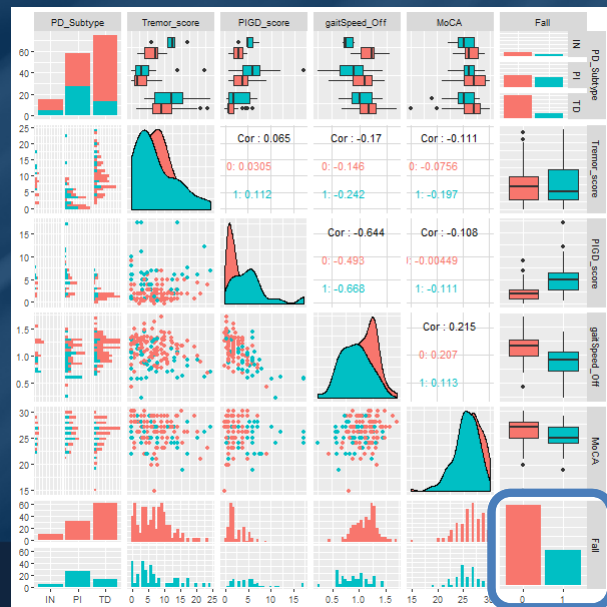 PD_Subtype Tremor_score PIGD_score gaitSpeed_Off MoCA Fall
60
40
20
0
IN
PI
TD
PD_Subtype
25
20
15
10
5
0
Cor : 0.065
0: 0.0305
1: 0.112
Cor : -0.17
0: -0.146
1: -0.242
Cor : -0.111
0: -0.0756
1: -0.197
Tremor_score
15
10
5
0
Cor : -0.644
0: -0.493
1: -0.668
Cor : -0.108
: -0.00449
1: -0.111
PIGD_score
1.5
1.0
0.5
Cor : 0.215
0: 0.207
1: 0.113
gaitSpeed_Off
30
25
20
15
MoCA
60
40
20
0
60
40
20
0
Fall
IN PI TD 0 5 10 15 20 25 0 5 10 15 0.5 1.0 1.5 15 20 25 30 0 1